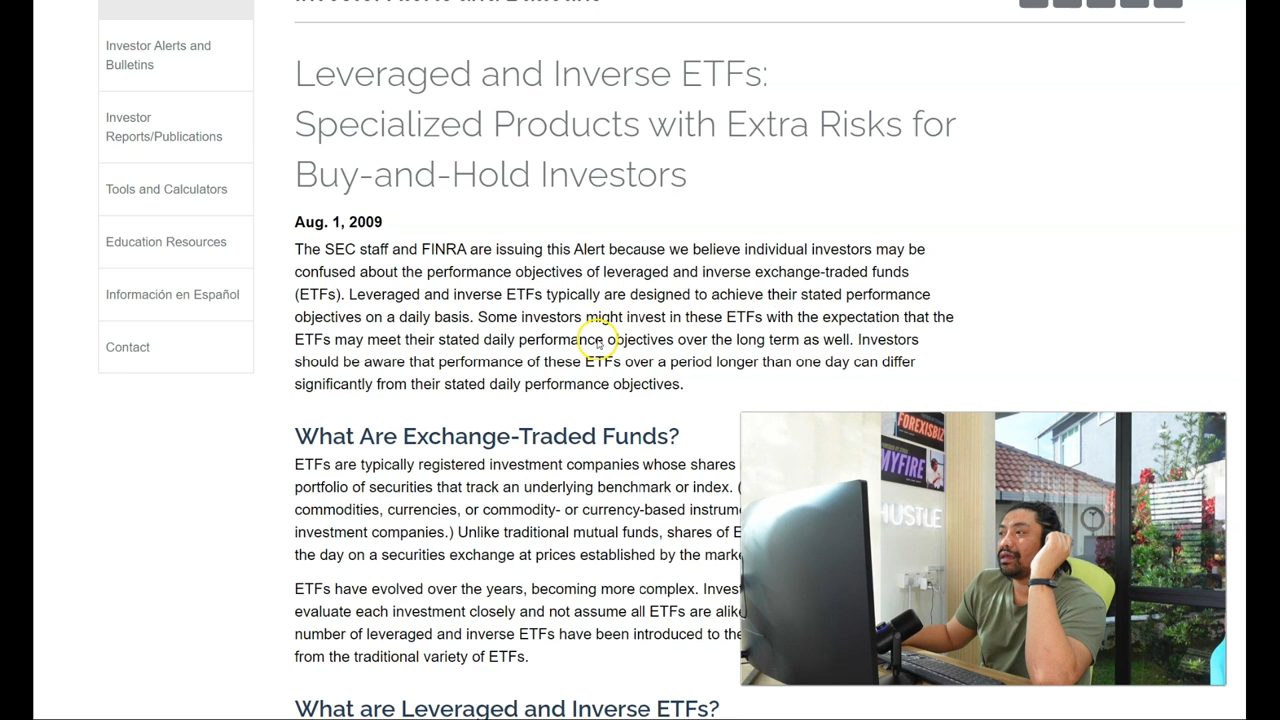 Investor Alerts and
Bulletins
Investor
Reports/Publications
Tools and Calculators
Education Resources
Información en Español
Contact
Investor Alerts and Bulletins
Leveraged and Inverse ETFs:
Specialized Products with Extra Risks for
Buy-and-Hold Investors
Aug. 1, 2009
The SEC staff and FINRA are issuing this Alert because we believe individual investors may be
confused about the performance objectives of leveraged and inverse exchange-traded funds
(ETFs). Leveraged and inverse ETFs typically are designed to achieve their stated performance
objectives on a daily basis. Some investors might invest in these ETFs with the expectation that the
ETFs may meet their stated daily performance objectives over the long term as well. Investors
should be aware that performance of these ETFs over a period longer than one day can differ
significantly from their stated daily performance objectives.
What Are Exchange-Traded Funds?
ETFs are typically registered investment companies whose shares
portfolio of securities that track an underlying benchmark or index. (
commodities, currencies, or commodity- or currency-based
investment companies.) Unlike traditional mutual funds, shares of E
the day on a securities exchange at prices established by the
ETFs have evolved over the years, becoming more complex.
evaluate each investment closely and not assume all ETFs are
number of leveraged and inverse ETFs have been introduced to the
from the traditional variety of ETFs.
What are Leveraged and Inverse ETFs?
FOREXISBIZ
MYFIRE
HUSTLE